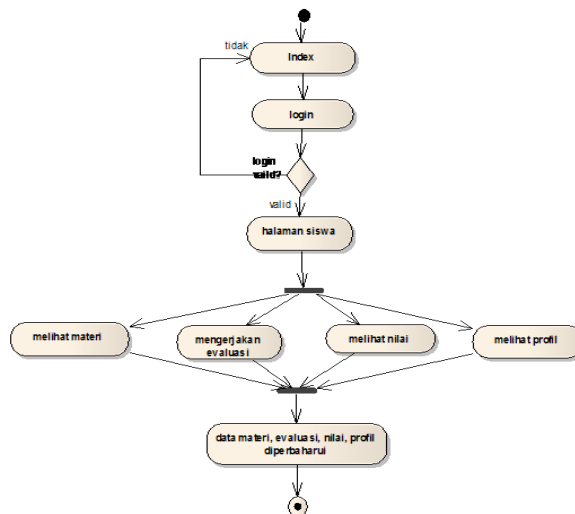 tidak
Index
login
login
valid?
valid
halaman siswa
melihat materi
mengerjakan
evaluasi
melihat nilai
melihat profil
data materi, evaluasi, nilai, profil
diperbaharui